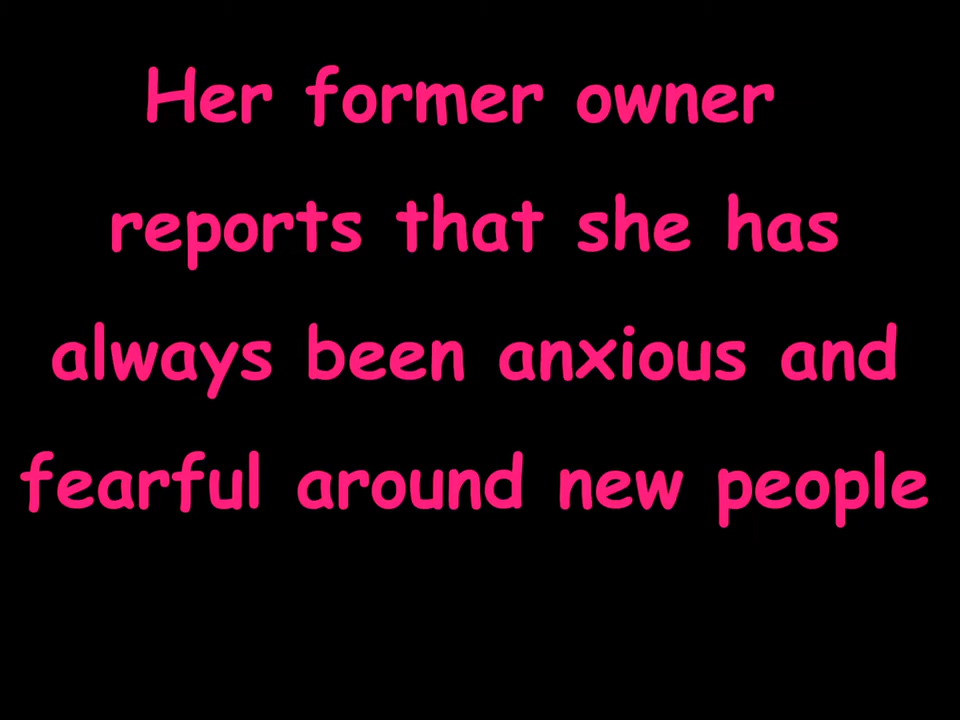 Her former owner
reports that she has
always been anxious and
fearful around new people